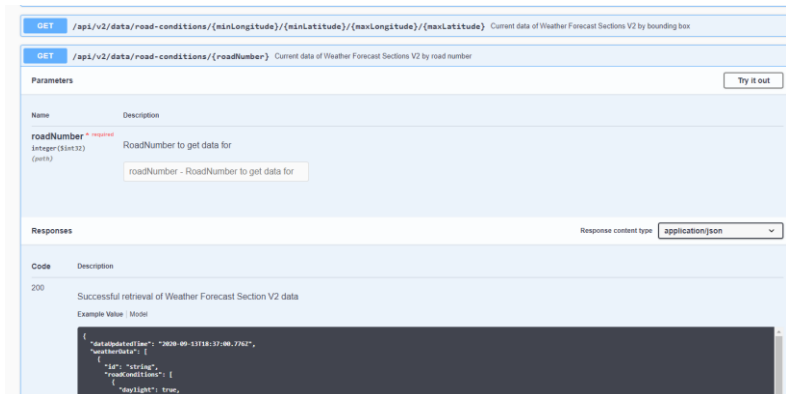 GET /api/v2/data/road-conditions/{minLongitude}/{minLatitude}/{maxLongitude}/{maxLatitude} Current data of Weather Forecast Sections V2 by bounding box
GET /api/v2/data/road-conditions/{roadNumber} Current data of Weather Forecast Sections V2 by road number
Parameters Try it out
Name Description
roadNumber * required
integer($int32)
(path)
RoadNumber to get data for
roadNumber - RoadNumber to get data for
Responses Response content type application/json
Code Description
200 Successful retrieval of Weather Forecast Section V2 data
Example Value | Model
{
"dataUpdatedTime": "2020-09-13T18:37:00.776Z",
"weatherData": [
{
"id": "string",
"roadConditions": [
{
"daylight": true,